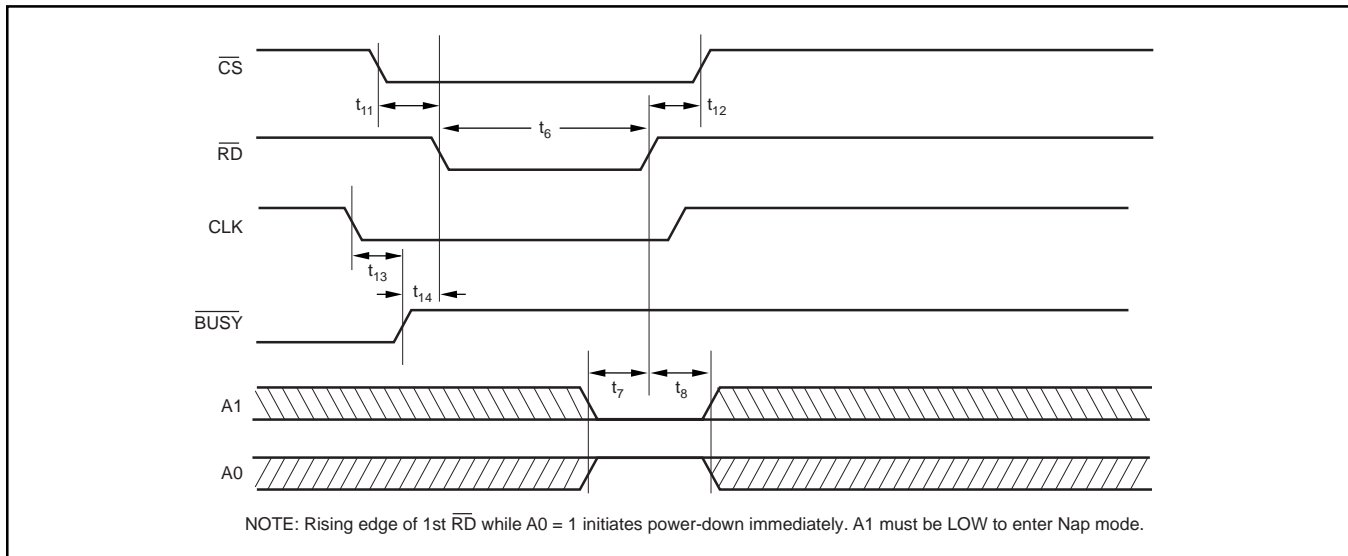 CS
t11
t12
t6
RD
CLK
t13
t14
BUSY
t7
t8
A1
A0
NOTE: Rising edge of 1st RD while A0 = 1 initiates power-down immediately. A1 must be LOW to enter Nap mode.